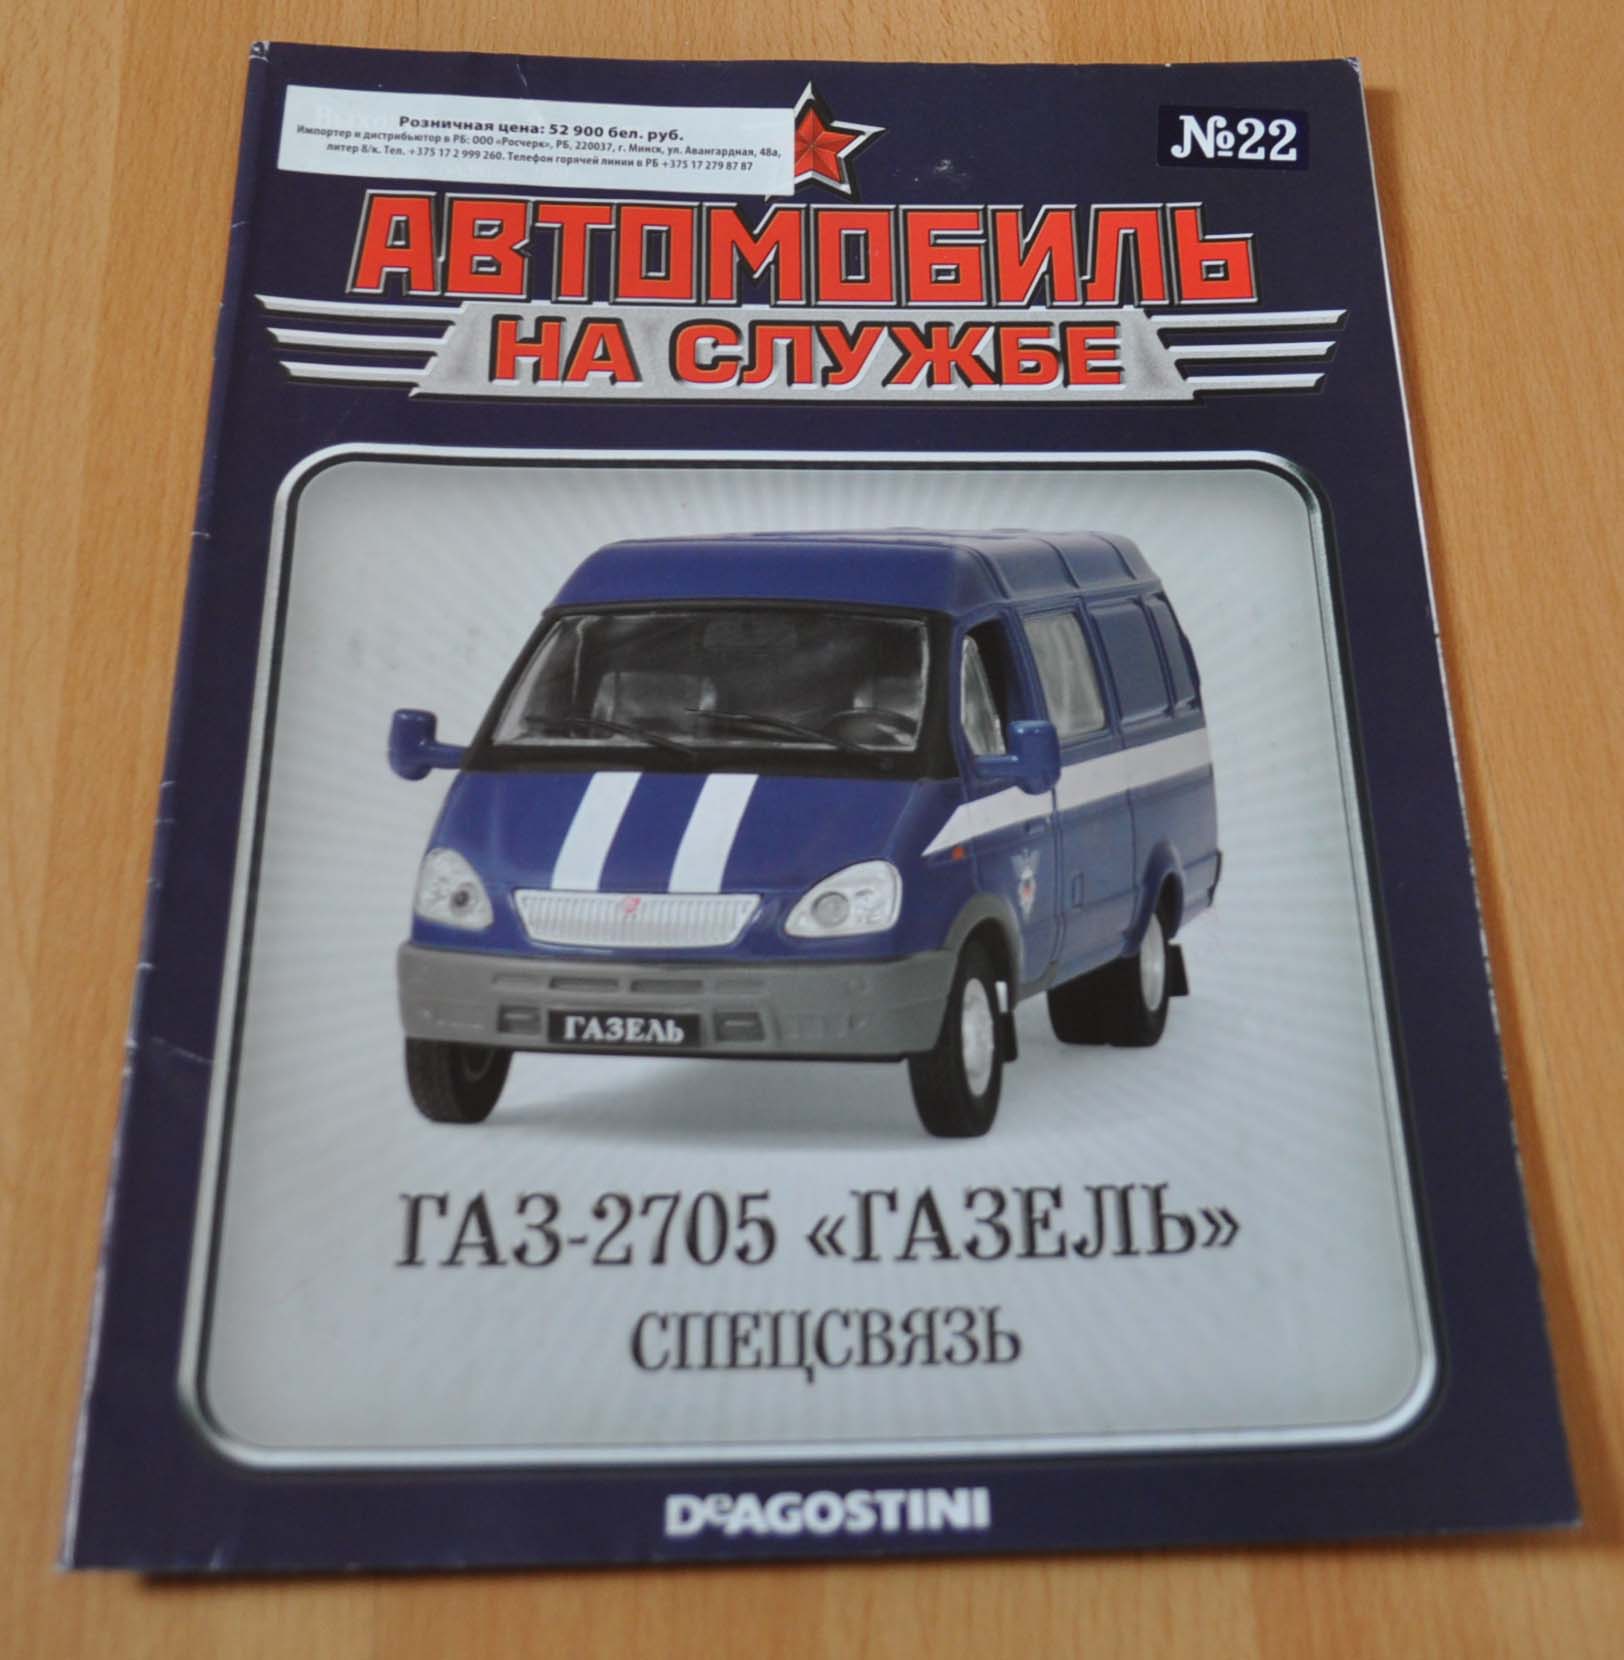 Розничная цена: 52 900 бел. руб.
Импортер и дистрибьютор в РБ: ООО «Росчерк», РБ, 220037, г. Минск, ул. Авангардная, 48а,
литер 8/к. Тел. +375 17 2 999 260. Телефон горячей линии в РБ +375 17 279 87 87
№22
АВТОМОБИЛЬ
НА СЛУЖБЕ
ГАЗЕЛЬ
ГАЗ-2705 «ГАЗЕЛЬ»
СПЕЦСВЯЗЬ
DeAGOSTINI